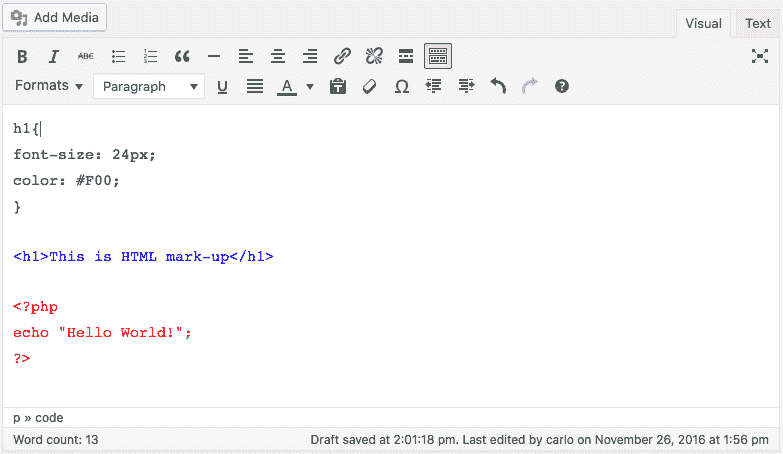 Add Media
Visual Text
B I ABC
Formats Paragraph U A Ω
h1{
font-size: 24px;
color: #F00;
}
<h1>This is HTML mark-up</h1>
<?php
echo "Hello World!";
?>
p » code
Word count: 13 Draft saved at 2:01:18 pm. Last edited by carlo on November 26, 2016 at 1:56 pm